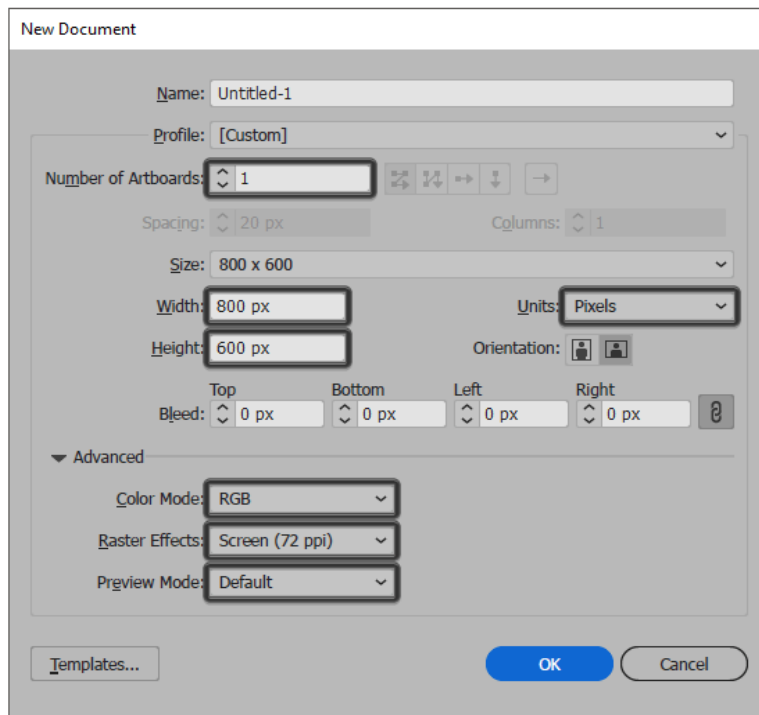 New Document
Name: Untitled-1
Profile: [Custom]
Number of Artboards: 1
Spacing: 20 px Columns: 1
Size: 800 x 600
Width: 800 px Units: Pixels
Height: 600 px Orientation:
Top Bottom Left Right
Bleed: 0 px 0 px 0 px 0 px
Advanced
Color Mode: RGB
Raster Effects: Screen (72 ppi)
Preview Mode: Default
Templates... OK Cancel